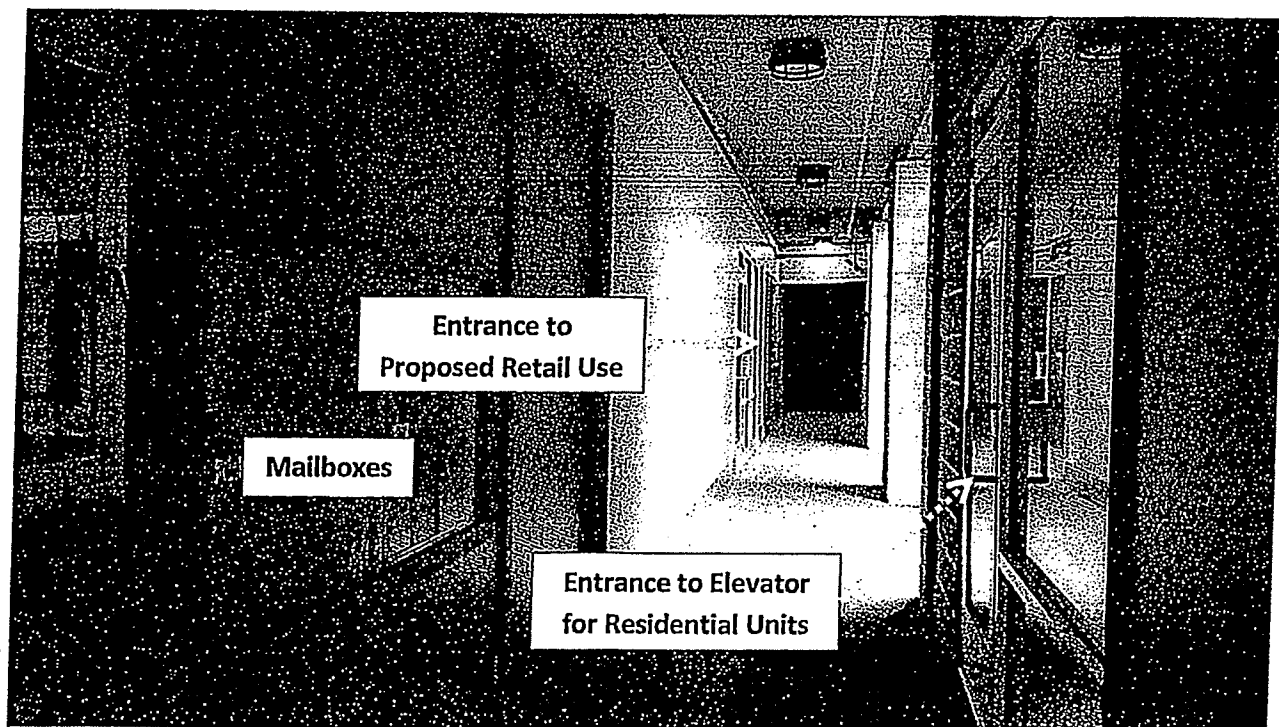 Entrance to
Proposed Retail Use
Mailboxes
Entrance to Elevator
for Residential Units